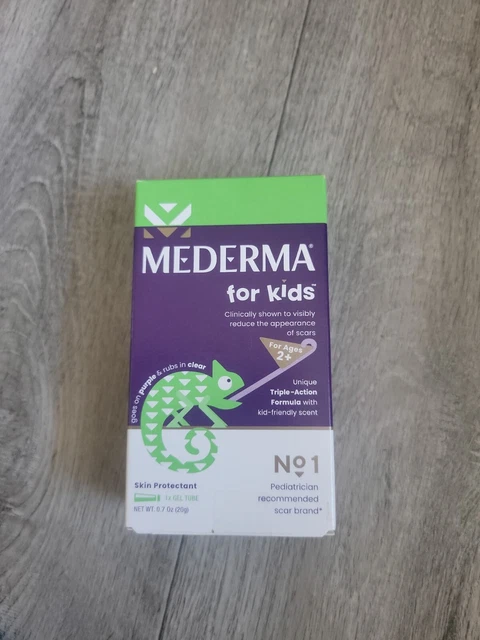 MEDERMA®
for kids™
Clinically shown to visibly
reduce the appearance
of scars
For Ages
2+
goes on purple & rubs in clear
Unique
Triple-Action
Formula with
kid-friendly scent
No 1
Pediatrician
recommended
scar brand*
Skin Protectant
1x GEL TUBE
NET WT. 0.7 Oz (20g)